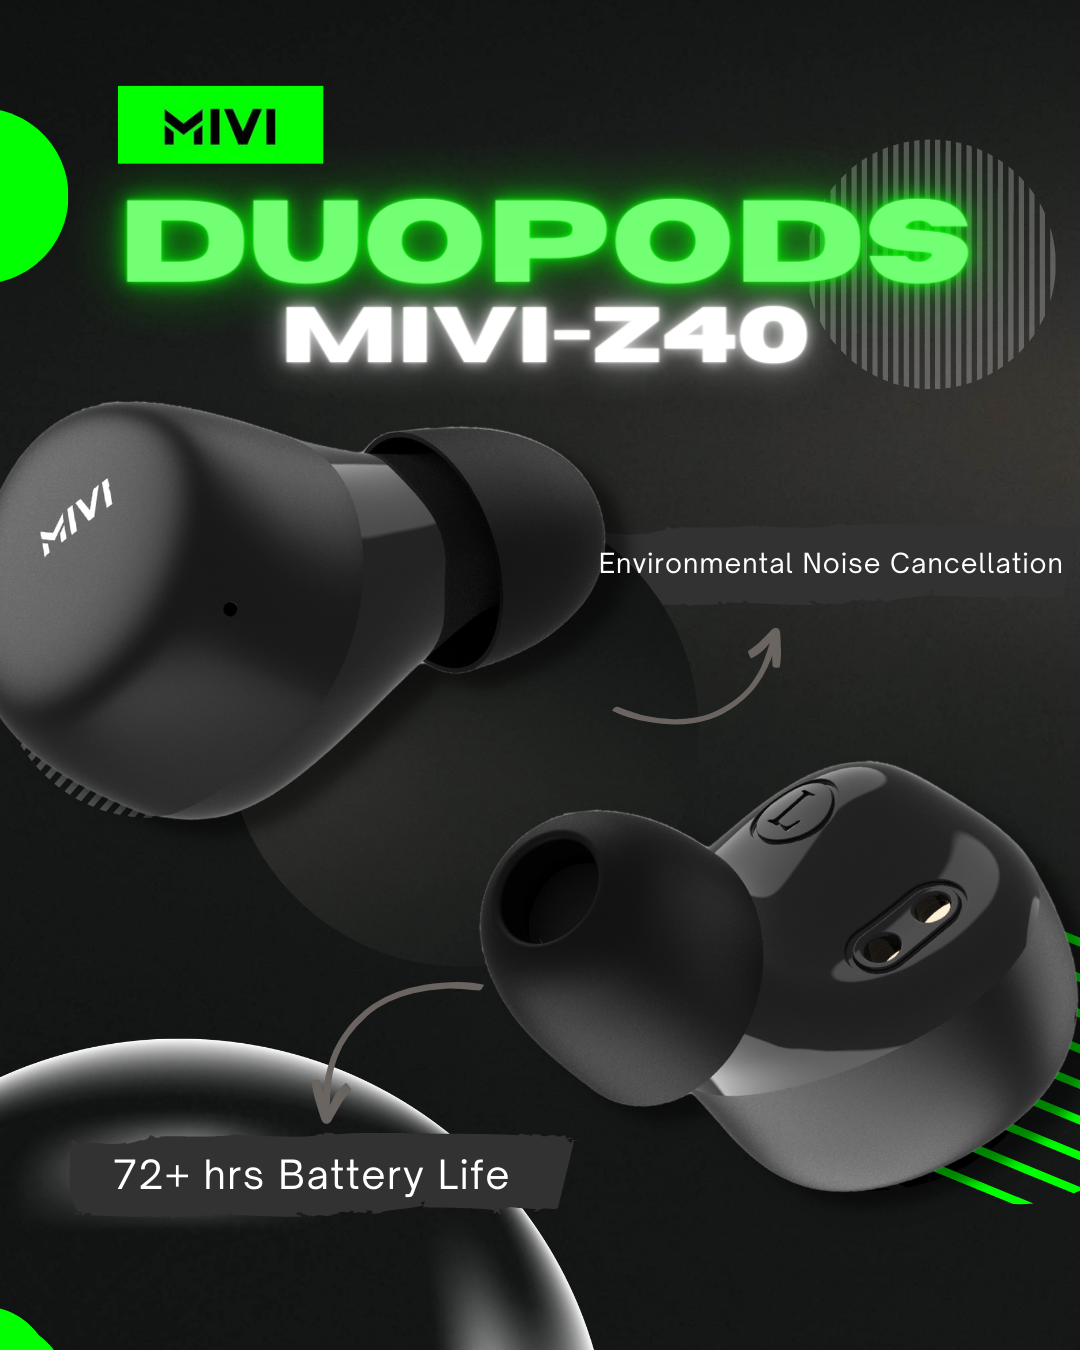 MIVI
DUOPODS
MIVI-Z40
MIVI
Environmental Noise Cancellation
L
72+ hrs Battery Life